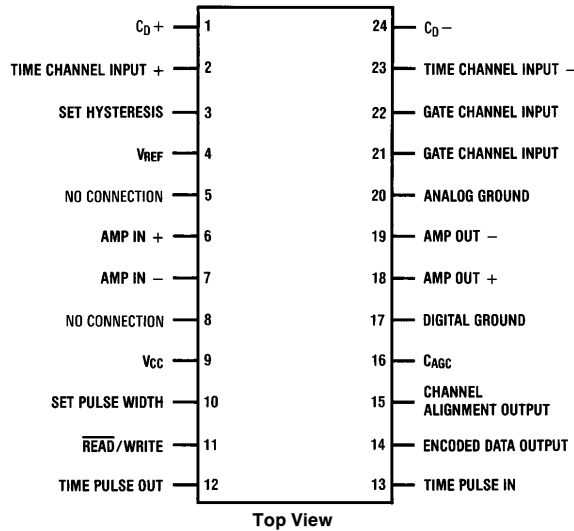 C_D + 1 24 C_D −
TIME CHANNEL INPUT + 2 23 TIME CHANNEL INPUT −
SET HYSTERESIS 3 22 GATE CHANNEL INPUT
VREF 4 21 GATE CHANNEL INPUT
NO CONNECTION 5 20 ANALOG GROUND
AMP IN + 6 19 AMP OUT −
AMP IN − 7 18 AMP OUT +
NO CONNECTION 8 17 DIGITAL GROUND
VCC 9 16 CAGC
SET PULSE WIDTH 10 15 CHANNEL
ALIGNMENT OUTPUT
READ/WRITE 11 14 ENCODED DATA OUTPUT
TIME PULSE OUT 12 13 TIME PULSE IN
Top View